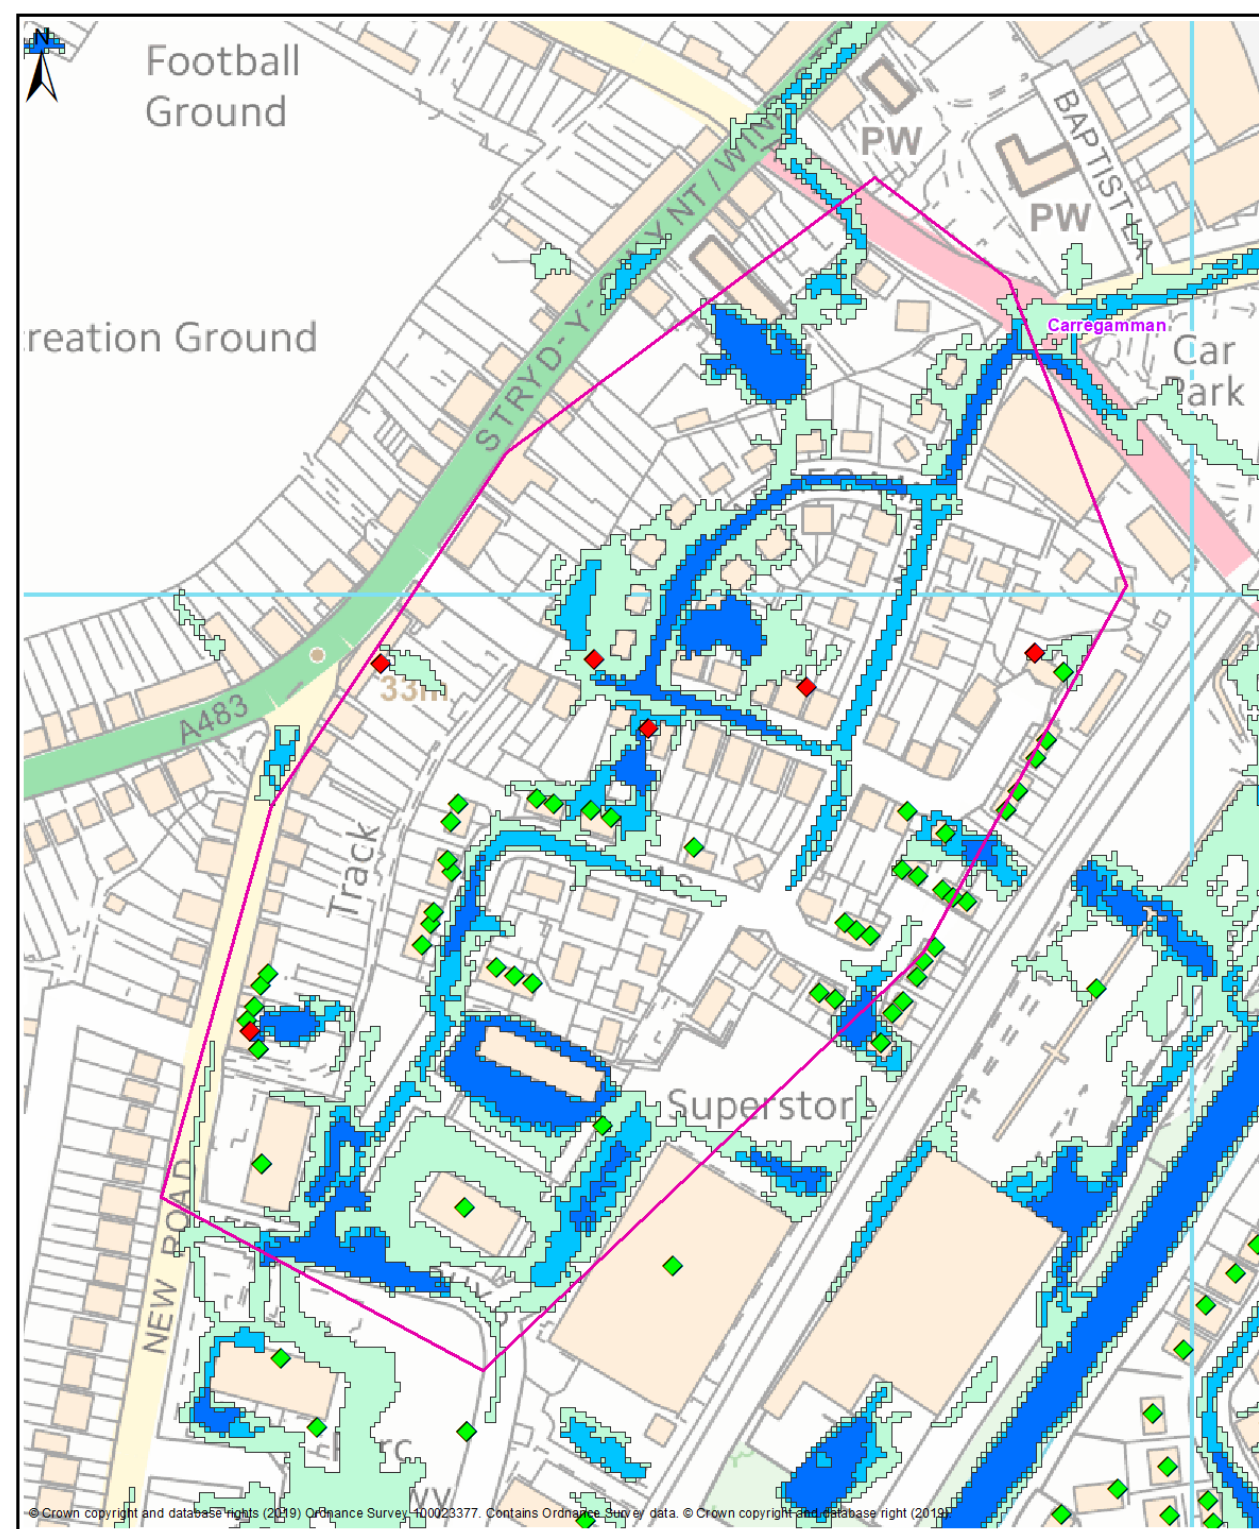 N
Football
Ground
PW
BAPTIST
PW
Carregamman
Car
Park
reation Ground
STRYD-Y-
NT / WIND
33m
A483
Track
Superstore
NEW ROAD
© Crown copyright and database rights (2019) Ordnance Survey 100023377. Contains Ordnance Survey data. © Crown copyright and database right (2019)